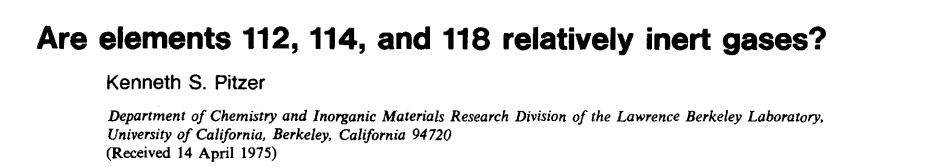 Are elements 112, 114, and 118 relatively inert gases?
Kenneth S. Pitzer
Department of Chemistry and Inorganic Materials Research Division of the Lawrence Berkeley Laboratory,
University of California, Berkeley, California 94720
(Received 14 April 1975)